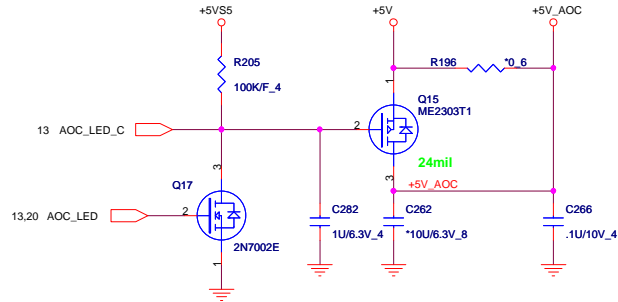 +5VS5
+5V
+5V_AOC
R205
100K/F_4
R196
*0_6
1
Q15
ME2303T1
13 AOC_LED_C
2
24mil
3
3
+5V_AOC
Q17
13,20 AOC_LED
2
2N7002E
C282
1U/6.3V_4
C262
*10U/6.3V_8
C266
.1U/10V_4
1